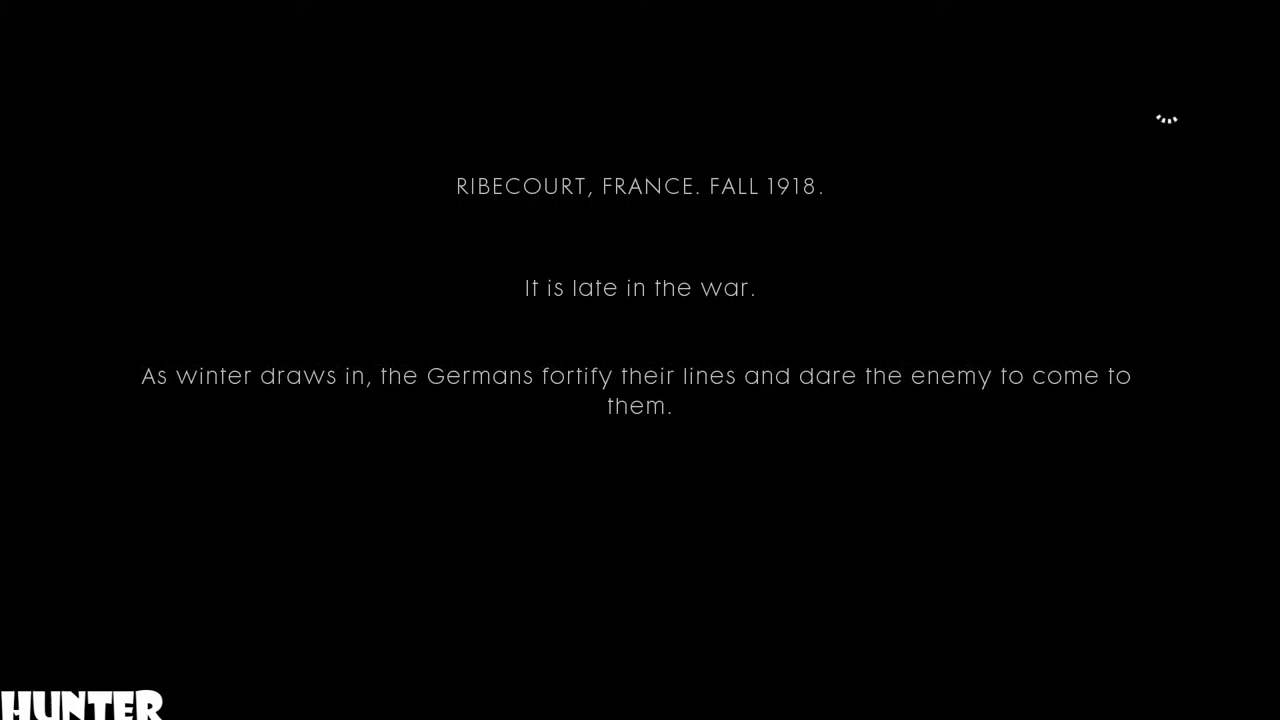 RIBECOURT, FRANCE. FALL 1918.
It is late in the war.
As winter draws in, the Germans fortify their lines and dare the enemy to come to
them.
HUNTER